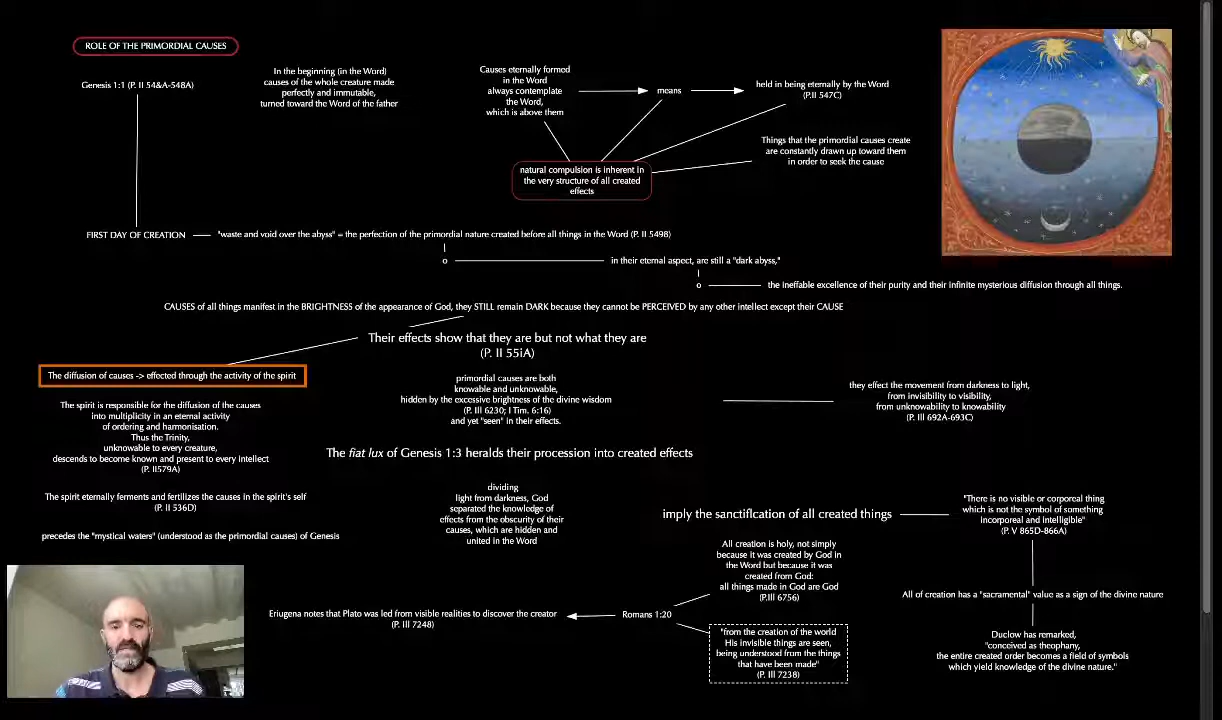 ROLE OF THE PRIMORDIAL CAUSES
Genesis 1:1 (P. II 54&A-548A)
In the beginning (in the Word)
causes of the whole creature made
perfectly and immutable,
turned toward the Word of the father
Causes eternally formed
in the Word
always contemplate
the Word,
which is above them
means
held in being eternally by the Word
(P.II 547C)
Things that the primordial causes create
are constantly drawn up toward them
in order to seek the cause
natural compulsion is inherent in
the very structure of all created
effects
FIRST DAY OF CREATION
"waste and void over the abyss" = the perfection of the primordial nature created before all things in the Word (P. II 5498)
o
in their eternal aspect, are still a "dark abyss,"
o
the ineffable excellence of their purity and their infinite mysterious diffusion through all things.
CAUSES of all things manifest in the BRIGHTNESS of the appearance of God, they STILL remain DARK because they cannot be PERCEIVED by any other intellect except their CAUSE
Their effects show that they are but not what they are
(P. II 55iA)
The diffusion of causes -> effected through the activity of the spirit
primordial causes are both
knowable and unknowable,
hidden by the excessive brightness of the divine wisdom
(P. Ill 6230; I Tim. 6:16)
and yet "seen" in their effects.
they effect the movement from darkness to light,
from invisibility to visibility,
from unknowability to knowability
(P. Ill 692A-693C)
The spirit is responsible for the diffusion of the causes
into multiplicity in an eternal activity
of ordering and harmonisation.
Thus the Trinity,
unknowable to every creature,
descends to become known and present to every intellect
(P. II579A)
The fiat lux of Genesis 1:3 heralds their procession into created effects
The spirit eternally ferments and fertilizes the causes in the spirit's self
(P. II 536D)
dividing
light from darkness, God
separated the knowledge of
effects from the obscurity of their
causes, which are hidden and
united in the Word
imply the sanctiflcation of all created things
"There is no visible or corporeal thing
which is not the symbol of something
incorporeal and intelligible"
(P. V 865D-866A)
precedes the "mystical waters" (understood as the primordial causes) of Genesis
All creation is holy, not simply
because it was created by God in
the Word but because it was
created from God:
all things made in God are God
(P.Ill 6756)
All of creation has a "sacramental" value as a sign of the divine nature
Eriugena notes that Plato was led from visible realities to discover the creator
(P. Ill 7248)
Romans 1:20
"from the creation of the world
His invisible things are seen,
being understood from the things
that have been made"
(P. Ill 7238)
Duclow has remarked,
"conceived as theophany,
the entire created order becomes a field of symbols
which yield knowledge of the divine nature."